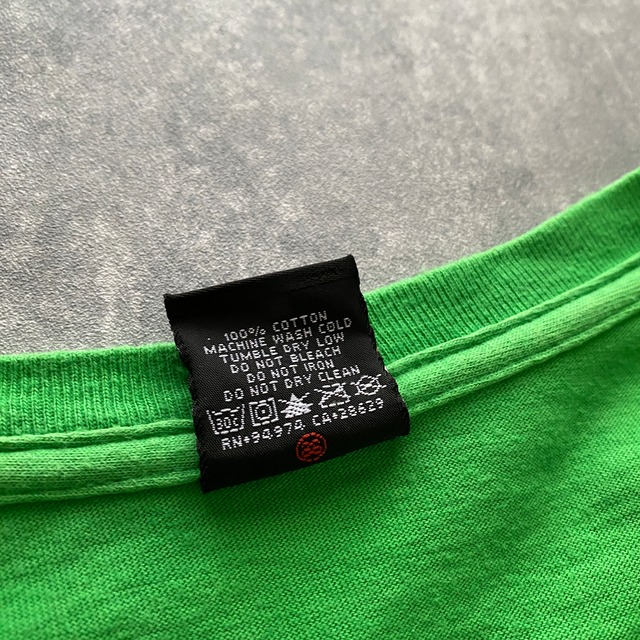 100% COTTON
MACHINE WASH COLD
TUMBLE DRY LOW
DO NOT BLEACH
DO NOT IRON
DO NOT DRY CLEAN
30C
RN+94974 CA+28629